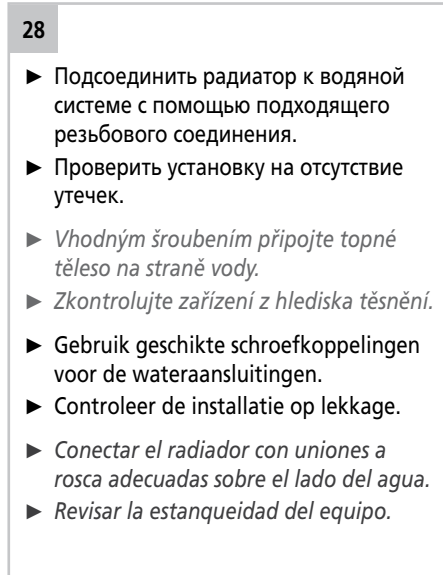 28
► Подсоединить радиатор к водяной
системе с помощью подходящего
резьбового соединения.
► Проверить установку на отсутствие
утечек.
► Vhodným šroubením připojte topné
těleso na straně vody.
► Zkontrolujte zařízení z hlediska těsnění.
► Gebruik geschikte schroefkoppelingen
voor de wateraansluitingen.
► Controleer de installatie op lekkage.
► Conectar el radiador con uniones a
rosca adecuadas sobre el lado del agua.
► Revisar la estanqueidad del equipo.